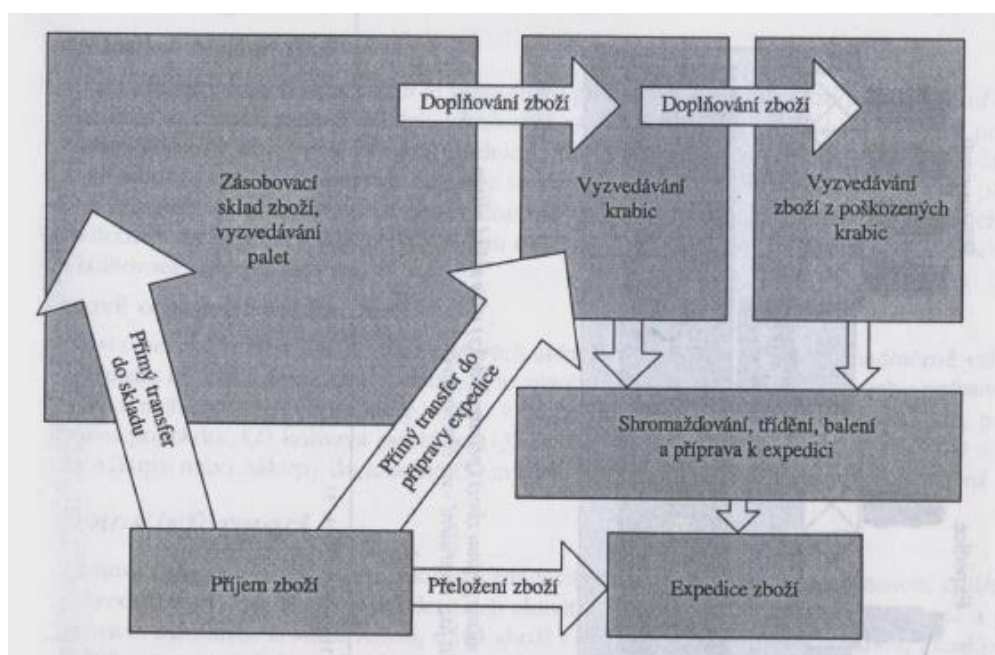 Doplňování zboží
Doplňování zboží
Zásobovací
sklad zboží,
vyzvedávání
palet
Vyzvedávání
krabic
Vyzvedávání
zboží z poškozených
krabic
Přímý transfer
do skladu
Přímý transfer do
přípravy expedice
Shromažďování, třídění, balení
a příprava k expedici
Příjem zboží
Přeložení zboží
Expedice zboží